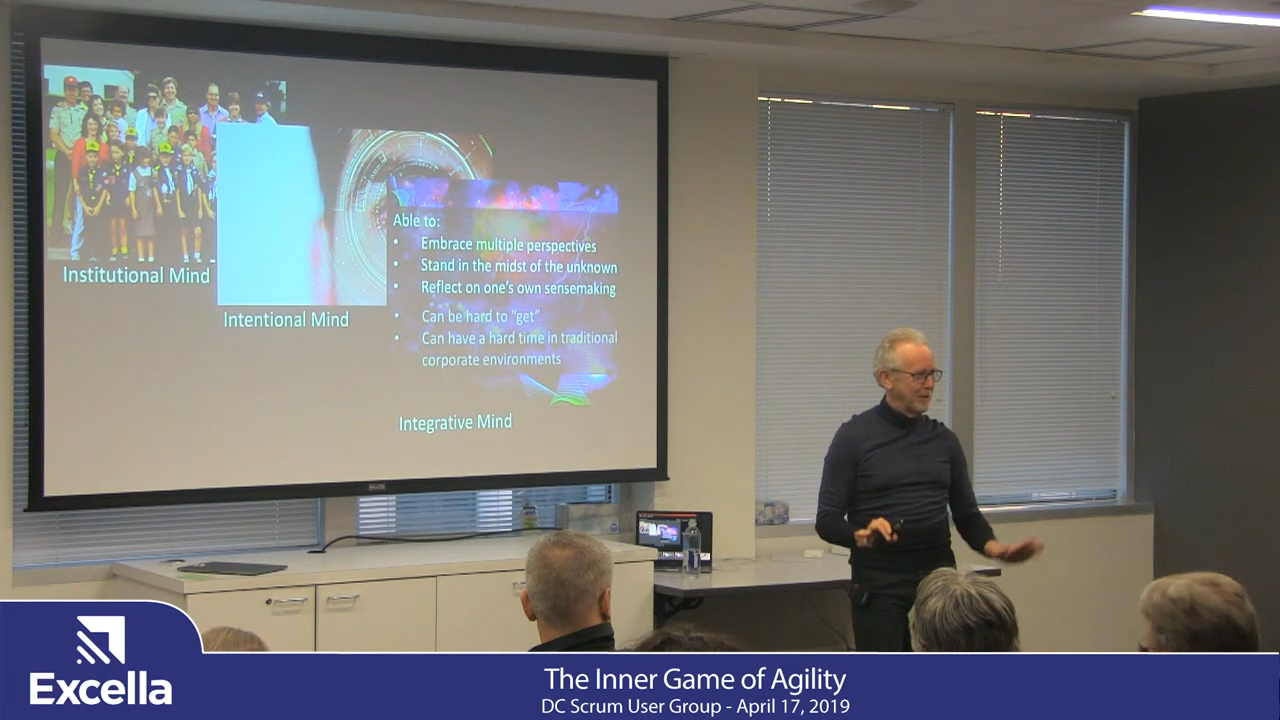 Institutional Mind
Intentional Mind
Able to:
• Embrace multiple perspectives
• Stand in the midst of the unknown
• Reflect on one's own sensemaking
• Can be hard to "get"
• Can have a hard time in traditional
corporate environments
Integrative Mind
Excella
The Inner Game of Agility
DC Scrum User Group - April 17, 2019